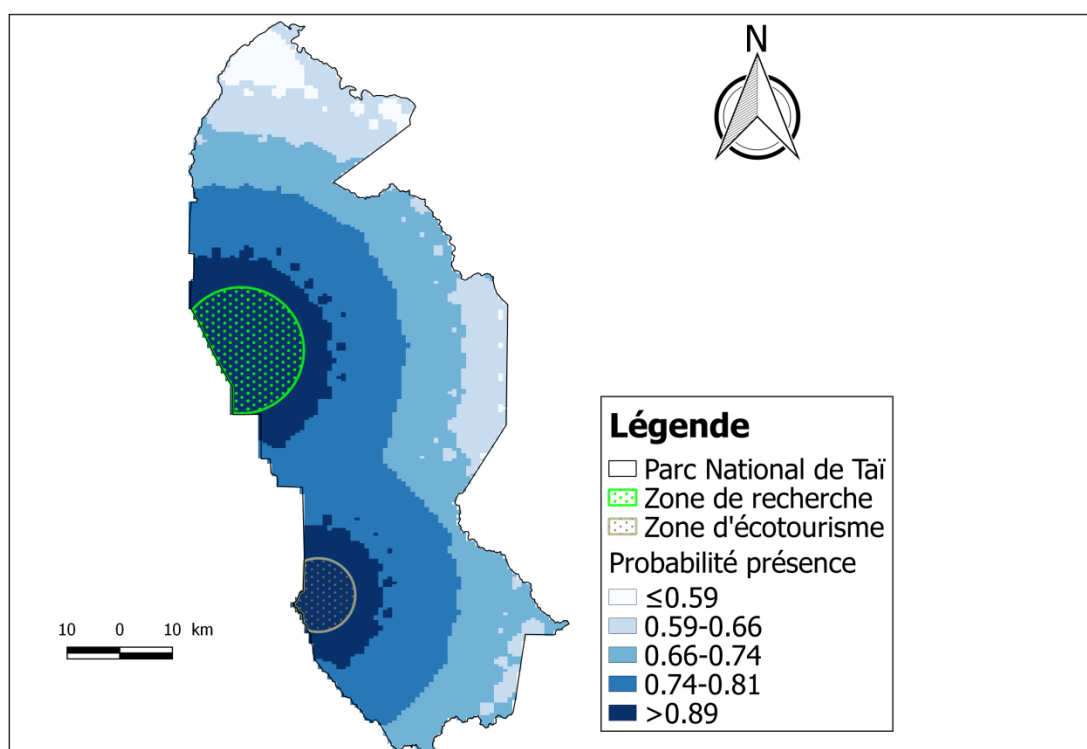 N
Légende
Parc National de Taï
Zone de recherche
Zone d'écotourisme
Probabilité présence
≤0.59
0.59-0.66
0.66-0.74
0.74-0.81
>0.89
10 0 10 km